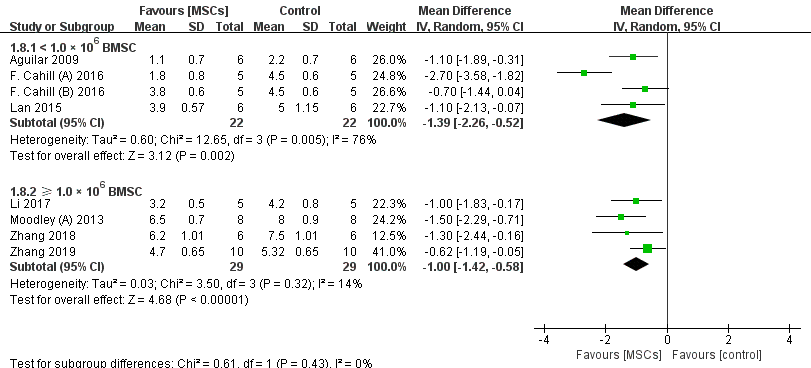 Favours [MSCs] Control Mean Difference Mean Difference
Study or Subgroup Mean SD Total Mean SD Total Weight IV, Random, 95% CI IV, Random, 95% CI
1.8.1 < 1.0 × 10⁶ BMSC
Aguilar 2009 1.1 0.7 6 2.2 0.7 6 26.0% -1.10 [-1.89, -0.31]
F. Cahill (A) 2016 1.8 0.8 5 4.5 0.6 5 24.8% -2.70 [-3.58, -1.82]
F. Cahill (B) 2016 3.8 0.6 5 4.5 0.6 5 26.5% -0.70 [-1.44, 0.04]
Lan 2015 3.9 0.57 6 5 1.15 6 22.7% -1.10 [-2.13, -0.07]
Subtotal (95% CI) 22 22 100.0% -1.39 [-2.26, -0.52]
Heterogeneity: Tau² = 0.60; Chi² = 12.65, df = 3 (P = 0.005); I² = 76%
Test for overall effect: Z = 3.12 (P = 0.002)
1.8.2 ≥ 1.0 × 10⁶ BMSC
Li 2017 3.2 0.5 5 4.2 0.8 5 22.3% -1.00 [-1.83, -0.17]
Moodley (A) 2013 6.5 0.7 8 8 0.9 8 24.2% -1.50 [-2.29, -0.71]
Zhang 2018 6.2 1.01 6 7.5 1.01 6 12.5% -1.30 [-2.44, -0.16]
Zhang 2019 4.7 0.65 10 5.32 0.65 10 41.0% -0.62 [-1.19, -0.05]
Subtotal (95% CI) 29 29 100.0% -1.00 [-1.42, -0.58]
Heterogeneity: Tau² = 0.03; Chi² = 3.50, df = 3 (P = 0.32); I² = 14%
Test for overall effect: Z = 4.68 (P < 0.00001)
-4 -2 0 2 4
Favours [MSCs] Favours [control]
Test for subgroup differences: Chi² = 0.61, df = 1 (P = 0.43), I² = 0%